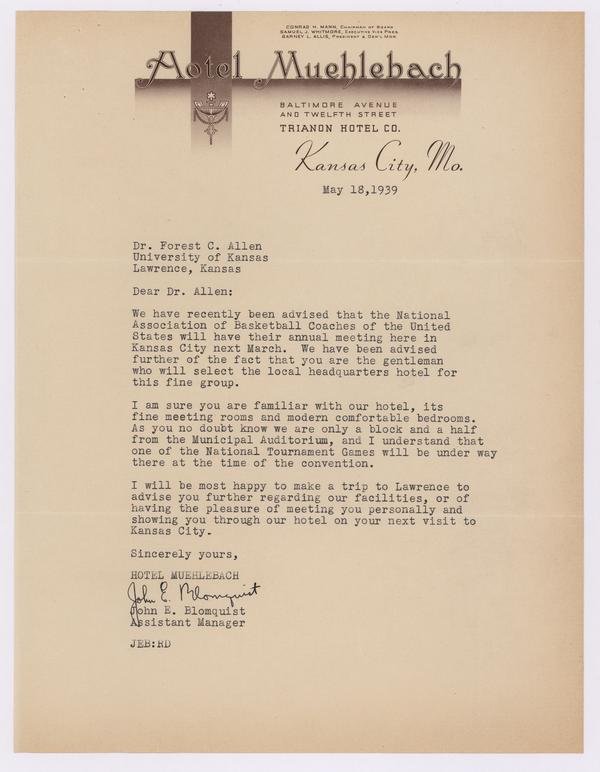 CONRAD H. MANN, CHAIRMAN OF BOARD
SAMUEL J. WHITMORE, EXECUTIVE VICE PRES.
BARNEY L. ALLIS, PRESIDENT & GEN'L MGR.
Hotel Muehlebach
BALTIMORE AVENUE
AND TWELFTH STREET
TRIANON HOTEL CO.
Kansas City, Mo.
May 18,1939
Dr. Forest C. Allen
University of Kansas
Lawrence, Kansas
Dear Dr. Allen:
We have recently been advised that the National
Association of Basketball Coaches of the United
States will have their annual meeting here in
Kansas City next March. We have been advised
further of the fact that you are the gentleman
who will select the local headquarters hotel for
this fine group.
I am sure you are familiar with our hotel, its
fine meeting rooms and modern comfortable bedrooms.
As you no doubt know we are only a block and a half
from the Municipal Auditorium, and I understand that
one of the National Tournament Games will be under way
there at the time of the convention.
I will be most happy to make a trip to Lawrence to
advise you further regarding our facilities, or of
having the pleasure of meeting you personally and
showing you through our hotel on your next visit to
Kansas City.
Sincerely yours,
HOTEL MUEHLEBACH
John E. Blomquist
John E. Blomquist
Assistant Manager
JEB:RD